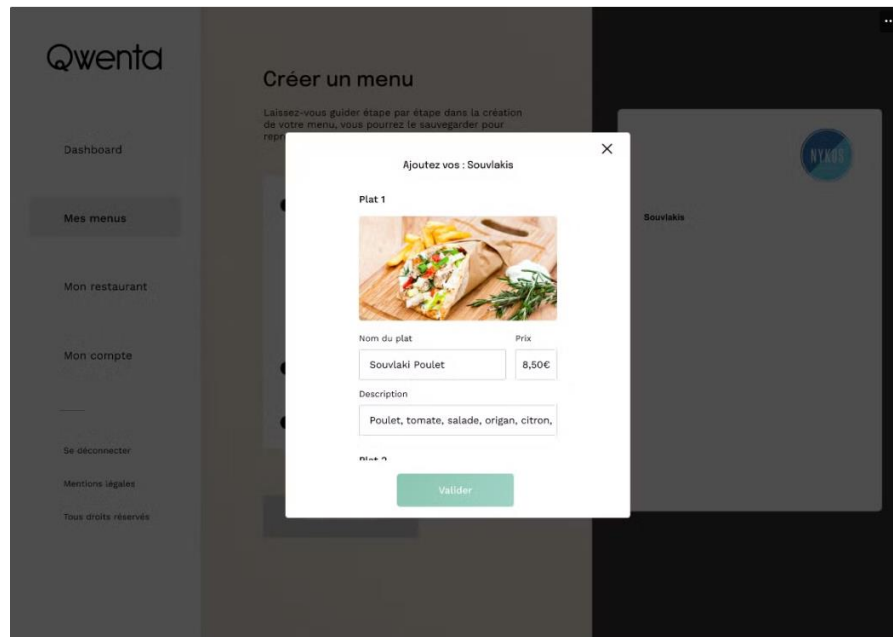 Qwenta
Dashboard
Mes menus
Mon restaurant
Mon compte
Se déconnecter
Mentions légales
Tous droits réservés
Créer un menu
Laissez-vous guider étape par étape dans la création
de votre menu, vous pourrez le sauvegarder pour
Ajoutez vos : Souvlakis
Plat 1
Nom du plat
Prix
Souvlaki Poulet
8,50€
Description
Poulet, tomate, salade, origan, citron,
Valider
NYKOS
Souvlakis